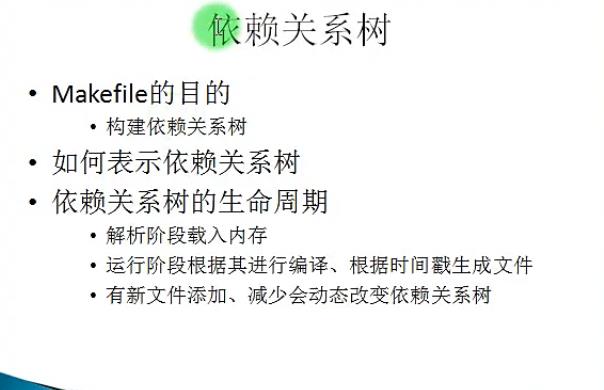 依赖关系树
• Makefile的目的
• 构建依赖关系树
• 如何表示依赖关系树
• 依赖关系树的生命周期
• 解析阶段载入内存
• 运行阶段根据其进行编译、根据时间戳生成文件
• 有新文件添加、减少会动态改变依赖关系树